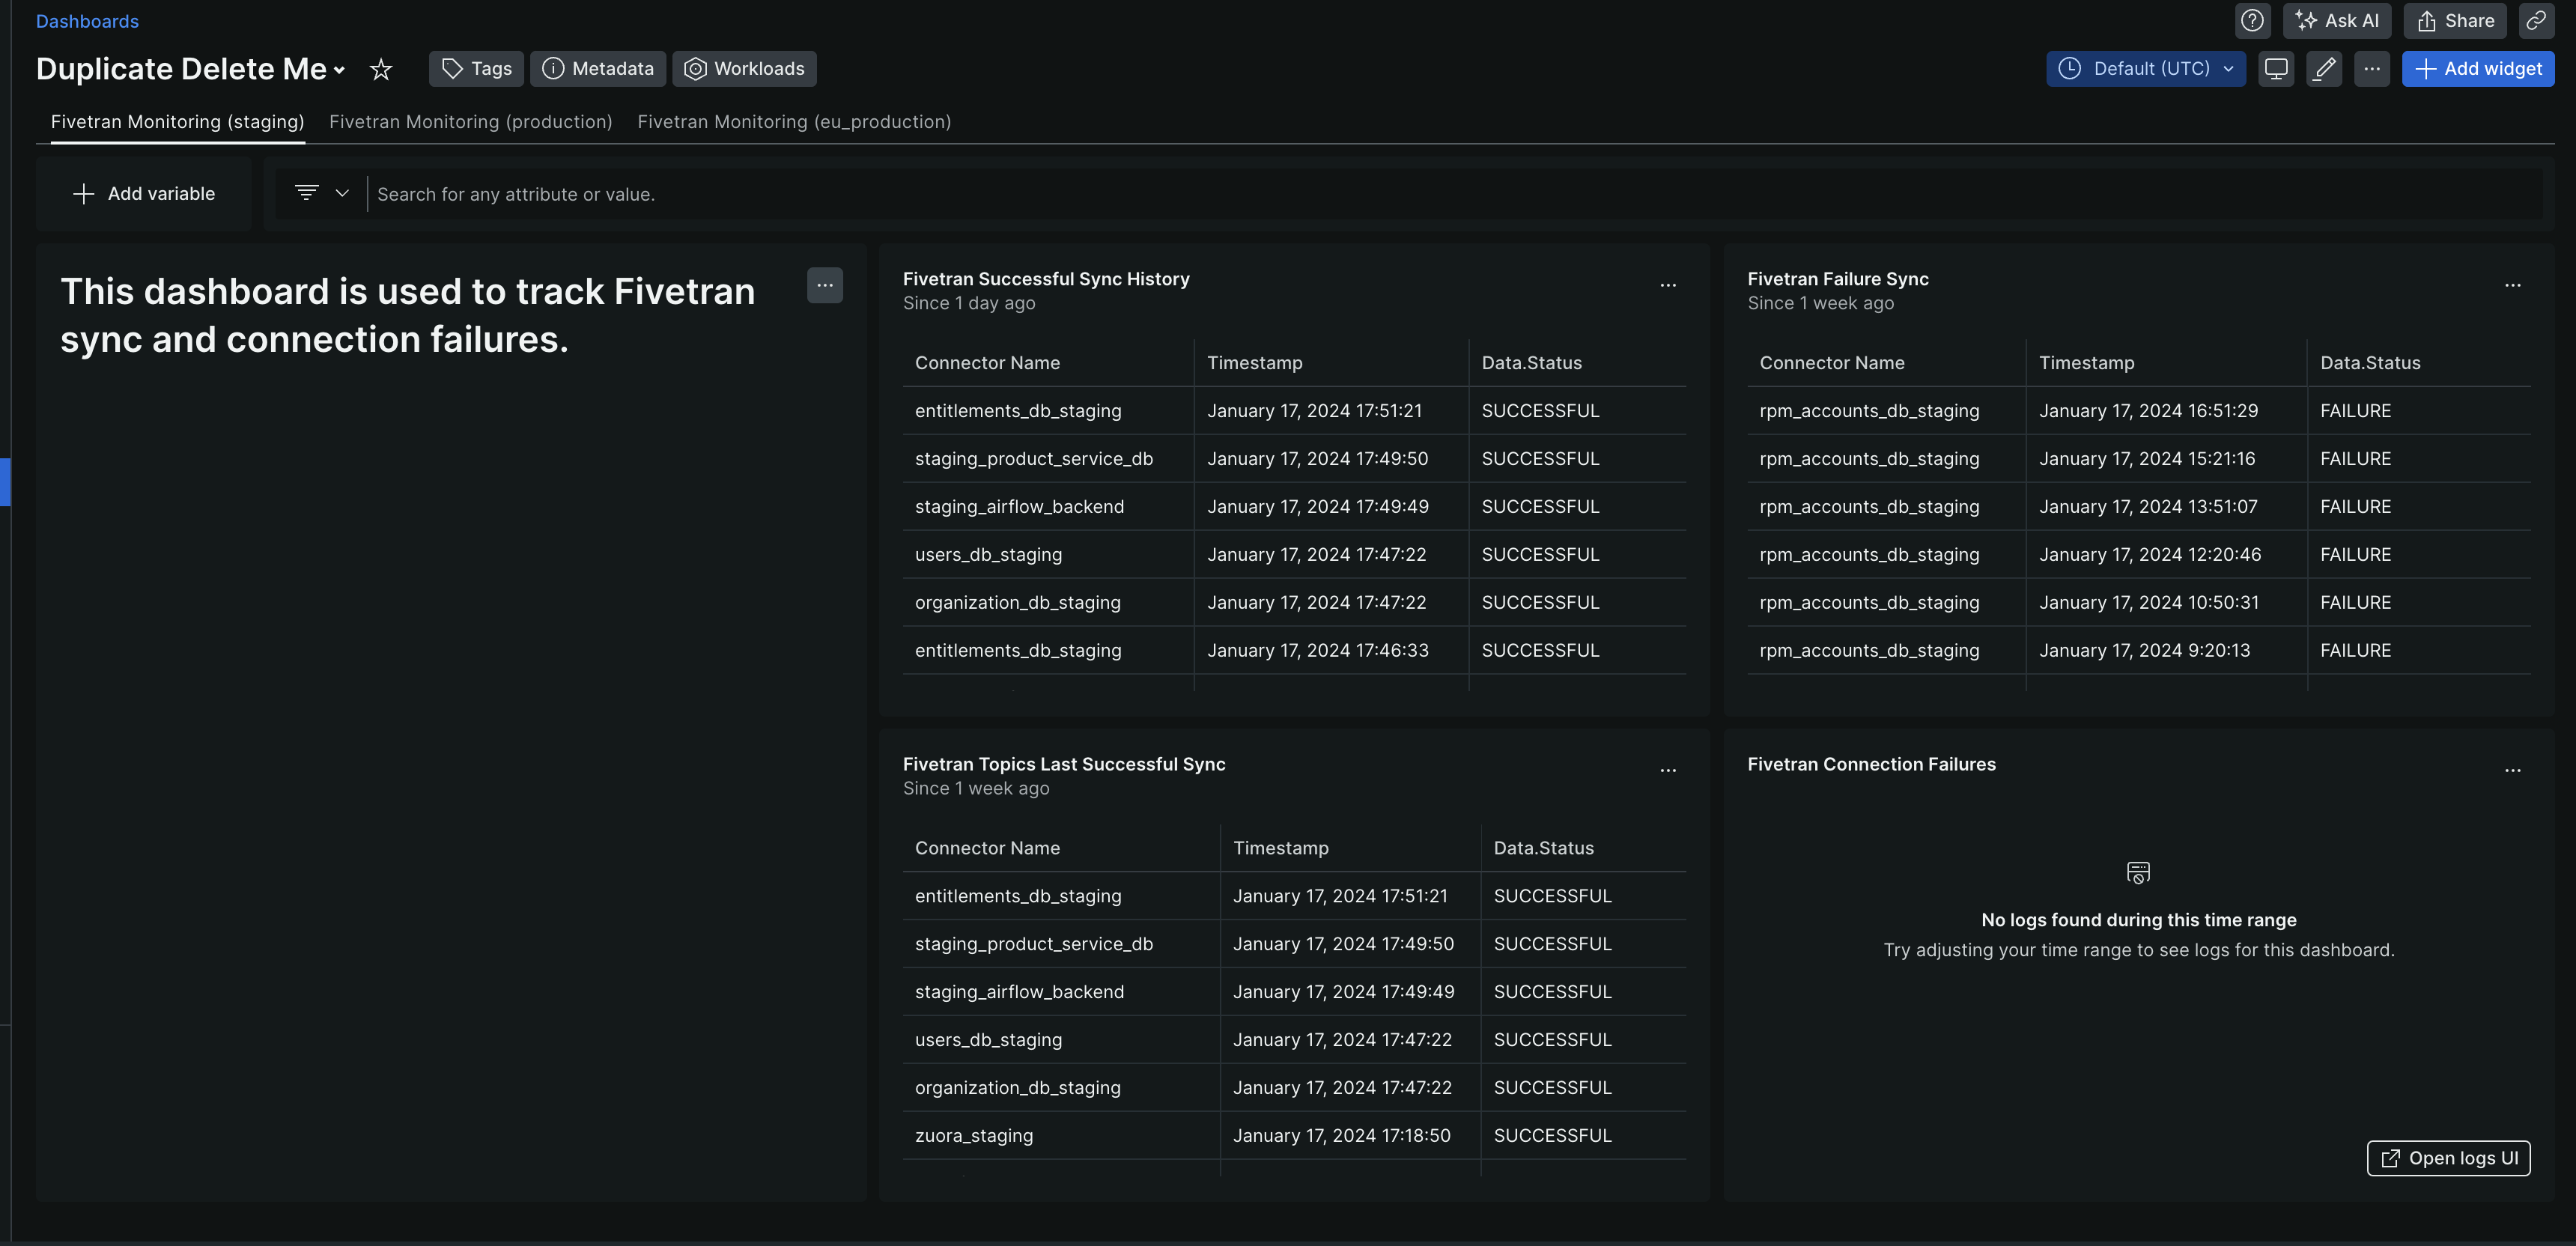 Dashboards
Ask AI
Share
Duplicate Delete Me
Tags
Metadata
Workloads
Default (UTC)
Add widget
Fivetran Monitoring (staging)
Fivetran Monitoring (production)
Fivetran Monitoring (eu_production)
Add variable
Search for any attribute or value.
This dashboard is used to track Fivetran
sync and connection failures.
Fivetran Successful Sync History
Since 1 day ago
Connector Name Timestamp Data.Status
entitlements_db_staging January 17, 2024 17:51:21 SUCCESSFUL
staging_product_service_db January 17, 2024 17:49:50 SUCCESSFUL
staging_airflow_backend January 17, 2024 17:49:49 SUCCESSFUL
users_db_staging January 17, 2024 17:47:22 SUCCESSFUL
organization_db_staging January 17, 2024 17:47:22 SUCCESSFUL
entitlements_db_staging January 17, 2024 17:46:33 SUCCESSFUL
Fivetran Failure Sync
Since 1 week ago
Connector Name Timestamp Data.Status
rpm_accounts_db_staging January 17, 2024 16:51:29 FAILURE
rpm_accounts_db_staging January 17, 2024 15:21:16 FAILURE
rpm_accounts_db_staging January 17, 2024 13:51:07 FAILURE
rpm_accounts_db_staging January 17, 2024 12:20:46 FAILURE
rpm_accounts_db_staging January 17, 2024 10:50:31 FAILURE
rpm_accounts_db_staging January 17, 2024 9:20:13 FAILURE
Fivetran Topics Last Successful Sync
Since 1 week ago
Connector Name Timestamp Data.Status
entitlements_db_staging January 17, 2024 17:51:21 SUCCESSFUL
staging_product_service_db January 17, 2024 17:49:50 SUCCESSFUL
staging_airflow_backend January 17, 2024 17:49:49 SUCCESSFUL
users_db_staging January 17, 2024 17:47:22 SUCCESSFUL
organization_db_staging January 17, 2024 17:47:22 SUCCESSFUL
zuora_staging January 17, 2024 17:18:50 SUCCESSFUL
Fivetran Connection Failures
No logs found during this time range
Try adjusting your time range to see logs for this dashboard.
Open logs UI